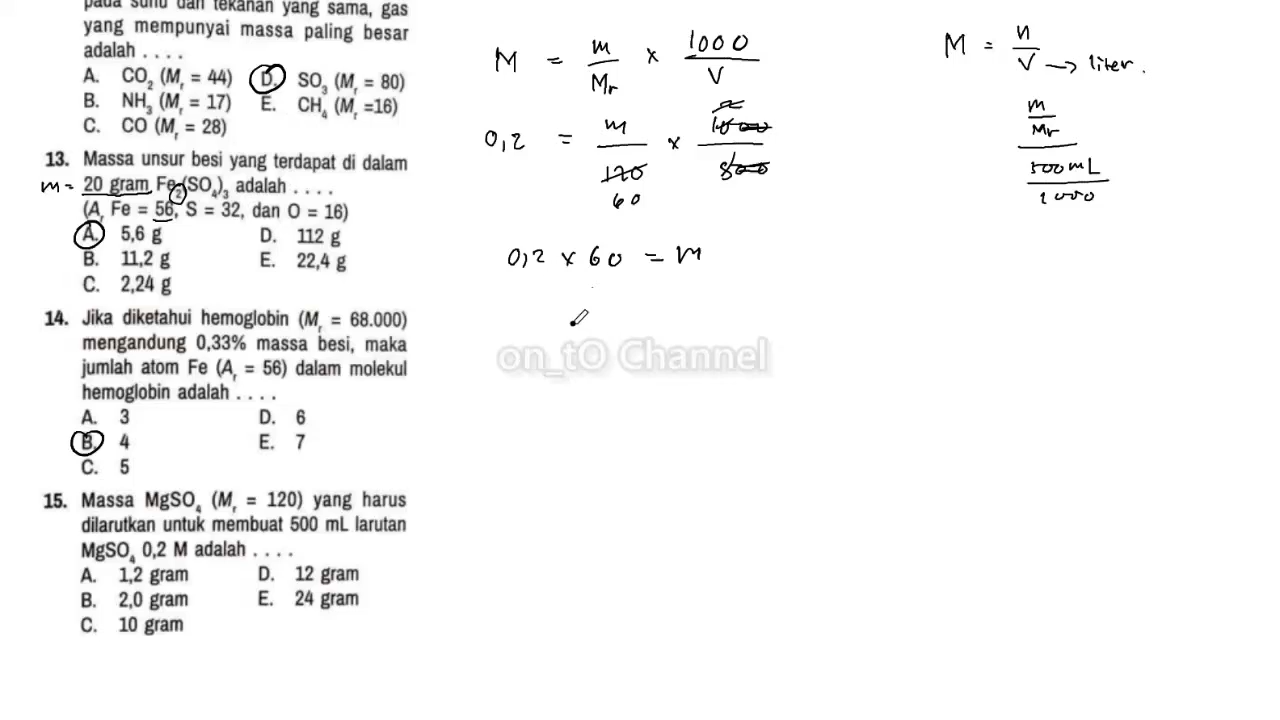 pada suhu dan tekanan yang sama, gas
yang mempunyai massa paling besar
adalah . . . .
A. CO₂ (Mᵣ = 44) D. SO₃ (Mᵣ = 80)
B. NH₃ (Mᵣ = 17) E. CH₄ (Mᵣ =16)
C. CO (Mᵣ = 28)
13. Massa unsur besi yang terdapat di dalam
m = 20 gram Fe₂(SO₄)₃ adalah . . . .
(Aᵣ Fe = 56, S = 32, dan O = 16)
A. 5,6 g D. 112 g
B. 11,2 g E. 22,4 g
C. 2,24 g
14. Jika diketahui hemoglobin (Mᵣ = 68.000)
mengandung 0,33% massa besi, maka
jumlah atom Fe (Aᵣ = 56) dalam molekul
hemoglobin adalah . . . .
A. 3 D. 6
B. 4 E. 7
C. 5
15. Massa MgSO₄ (Mᵣ = 120) yang harus
dilarutkan untuk membuat 500 mL larutan
MgSO₄ 0,2 M adalah . . . .
A. 1,2 gram D. 12 gram
B. 2,0 gram E. 24 gram
C. 10 gram
M = m/Mr × 1000/V
0,2 = m/120 × 1000/500
60
0,2 × 60 = m
on_tO Channel
M = n/V → liter.
m
Mr
500 mL
1000